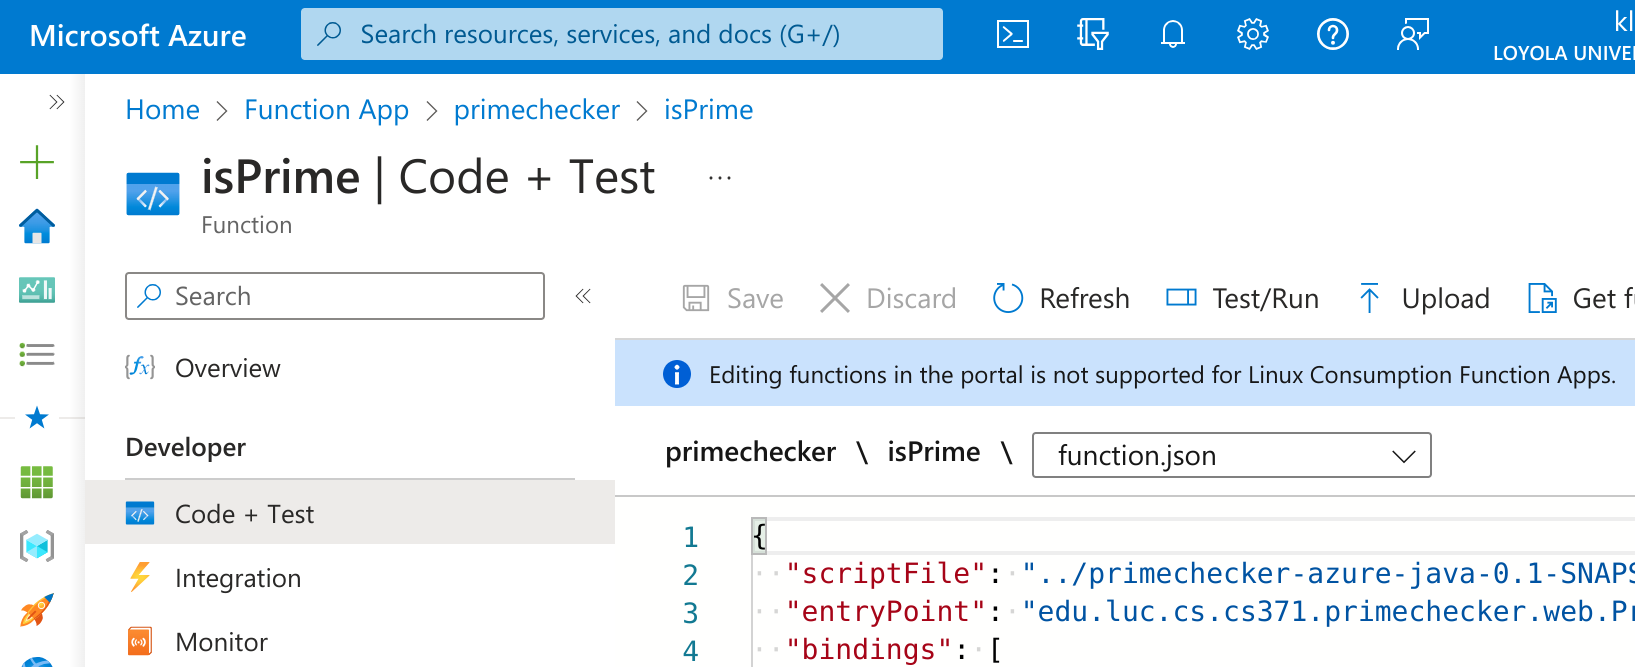 Microsoft Azure
Search resources, services, and docs (G+/)
kl
LOYOLA UNIVE
Home > Function App > primechecker > isPrime
isPrime | Code + Test ...
Function
Search
«
Save
Discard
Refresh
Test/Run
Upload
Get f
Overview
Editing functions in the portal is not supported for Linux Consumption Function Apps.
Developer
primechecker \ isPrime \ function.json
Code + Test
Integration
Monitor
1 {
2 "scriptFile": "../primechecker-azure-java-0.1-SNAPS
3 "entryPoint": "edu.luc.cs.cs371.primechecker.web.Pr
4 "bindings": [